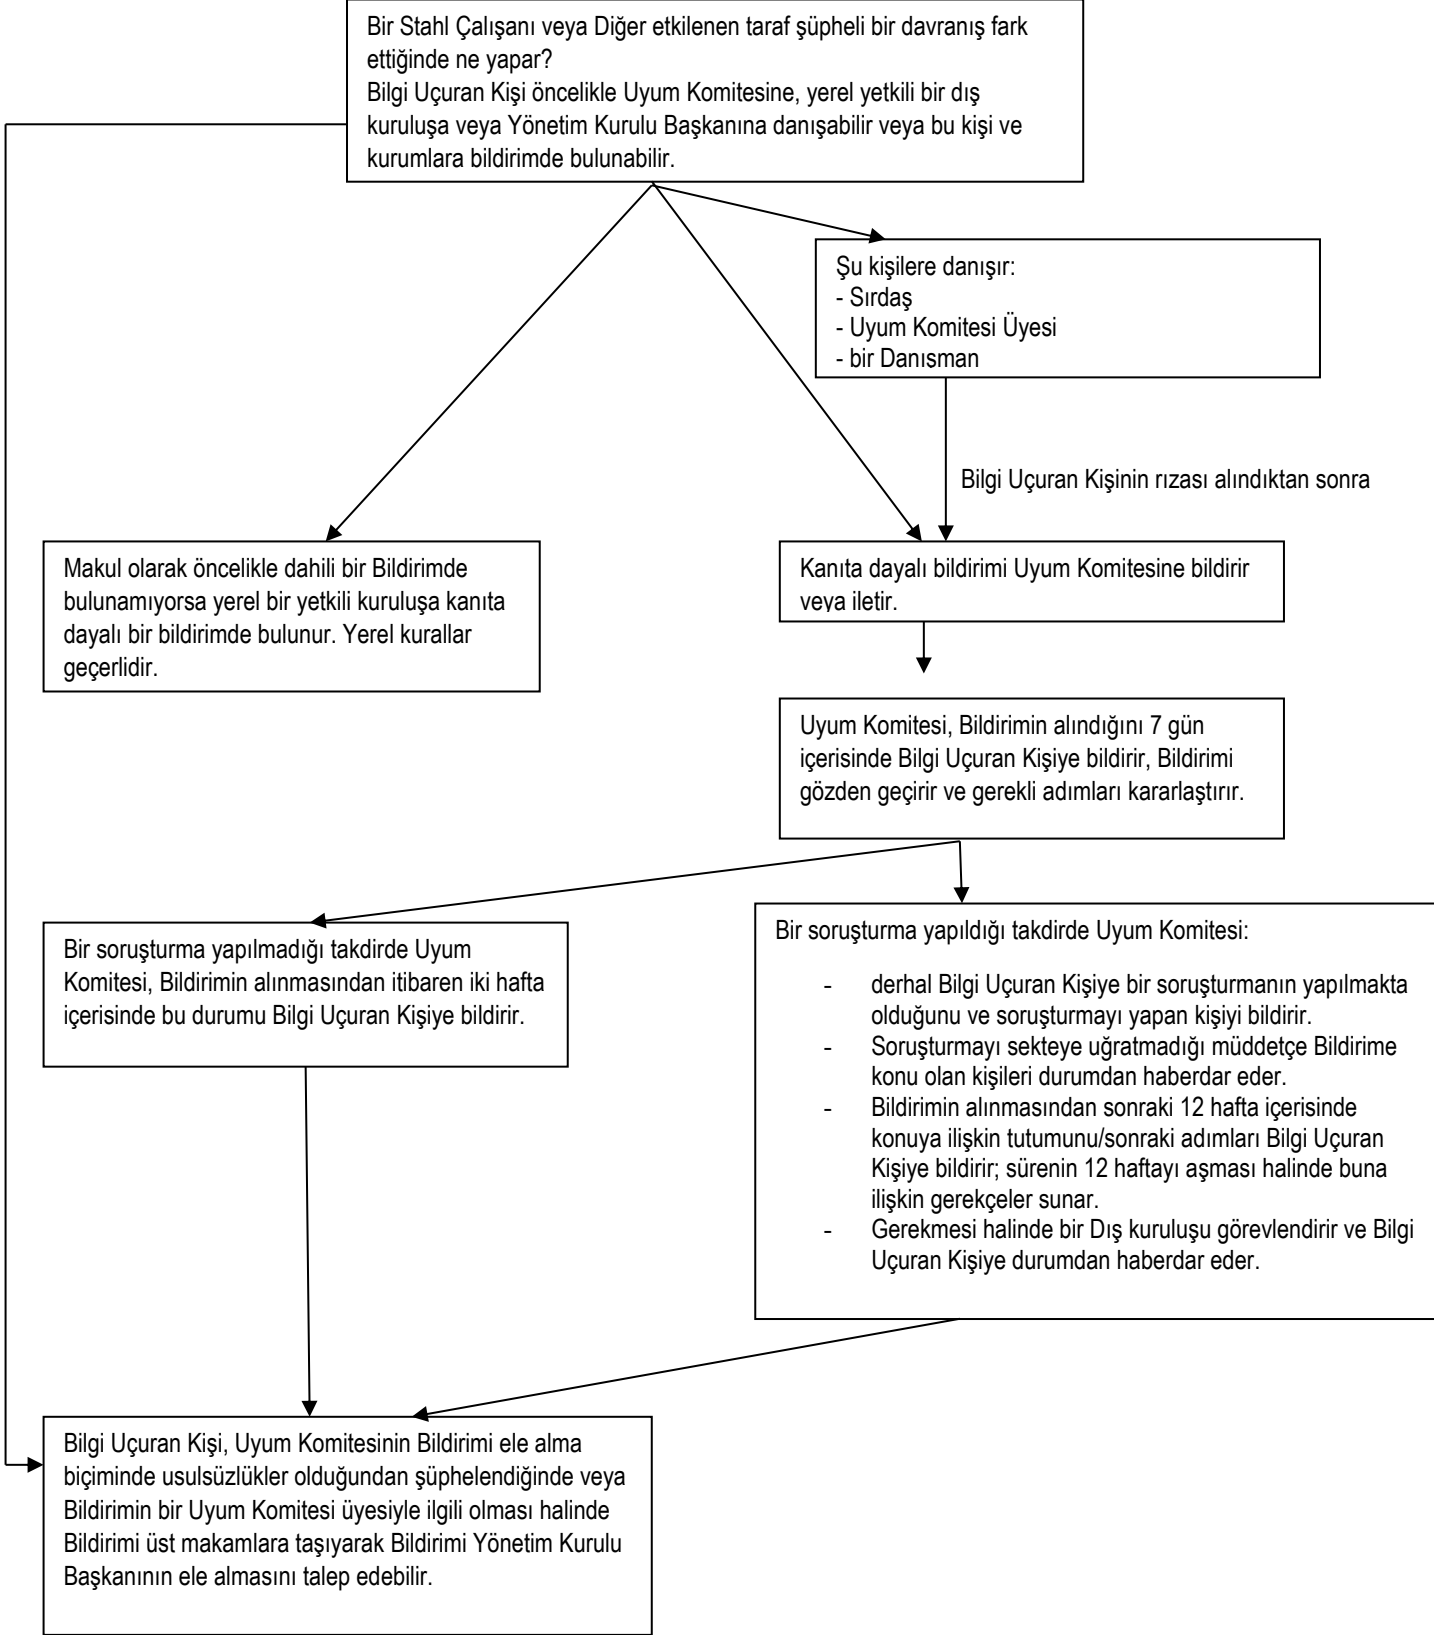 Bir Stahl Çalışanı veya Diğer etkilenen taraf şüpheli bir davranış fark
ettiğinde ne yapar?
Bilgi Uçuran Kişi öncelikle Uyum Komitesine, yerel yetkili bir dış
kuruluşa veya Yönetim Kurulu Başkanına danışabilir veya bu kişi ve
kurumlara bildirimde bulunabilir.
Şu kişilere danışır:
- Sırdaş
- Uyum Komitesi Üyesi
- bir Danışman
Bilgi Uçuran Kişinin rızası alındıktan sonra
Makul olarak öncelikle dahili bir Bildirimde
bulunamıyorsa yerel bir yetkili kuruluşa kanıta
dayalı bir bildirimde bulunur. Yerel kurallar
geçerlidir.
Kanıta dayalı bildirimi Uyum Komitesine bildirir
veya iletir.
Uyum Komitesi, Bildirimin alındığını 7 gün
içerisinde Bilgi Uçuran Kişiye bildirir, Bildirimi
gözden geçirir ve gerekli adımları kararlaştırır.
Bir soruşturma yapılmadığı takdirde Uyum
Komitesi, Bildirimin alınmasından itibaren iki hafta
içerisinde bu durumu Bilgi Uçuran Kişiye bildirir.
Bir soruşturma yapıldığı takdirde Uyum Komitesi:
- derhal Bilgi Uçuran Kişiye bir soruşturmanın yapılmakta
olduğunu ve soruşturmayı yapan kişiyi bildirir.
- Soruşturmayı sekteye uğratmadığı müddetçe Bildirime
konu olan kişileri durumdan haberdar eder.
- Bildirimin alınmasından sonraki 12 hafta içerisinde
konuya ilişkin tutumunu/sonraki adımları Bilgi Uçuran
Kişiye bildirir; sürenin 12 haftayı aşması halinde buna
ilişkin gerekçeler sunar.
- Gerekmesi halinde bir Dış kuruluşu görevlendirir ve Bilgi
Uçuran Kişiye durumdan haberdar eder.
Bilgi Uçuran Kişi, Uyum Komitesinin Bildirimi ele alma
biçiminde usulsüzlükler olduğundan şüphelendiğinde veya
Bildirimin bir Uyum Komitesi üyesiyle ilgili olması halinde
Bildirimi üst makamlara taşıyarak Bildirimi Yönetim Kurulu
Başkanının ele almasını talep edebilir.